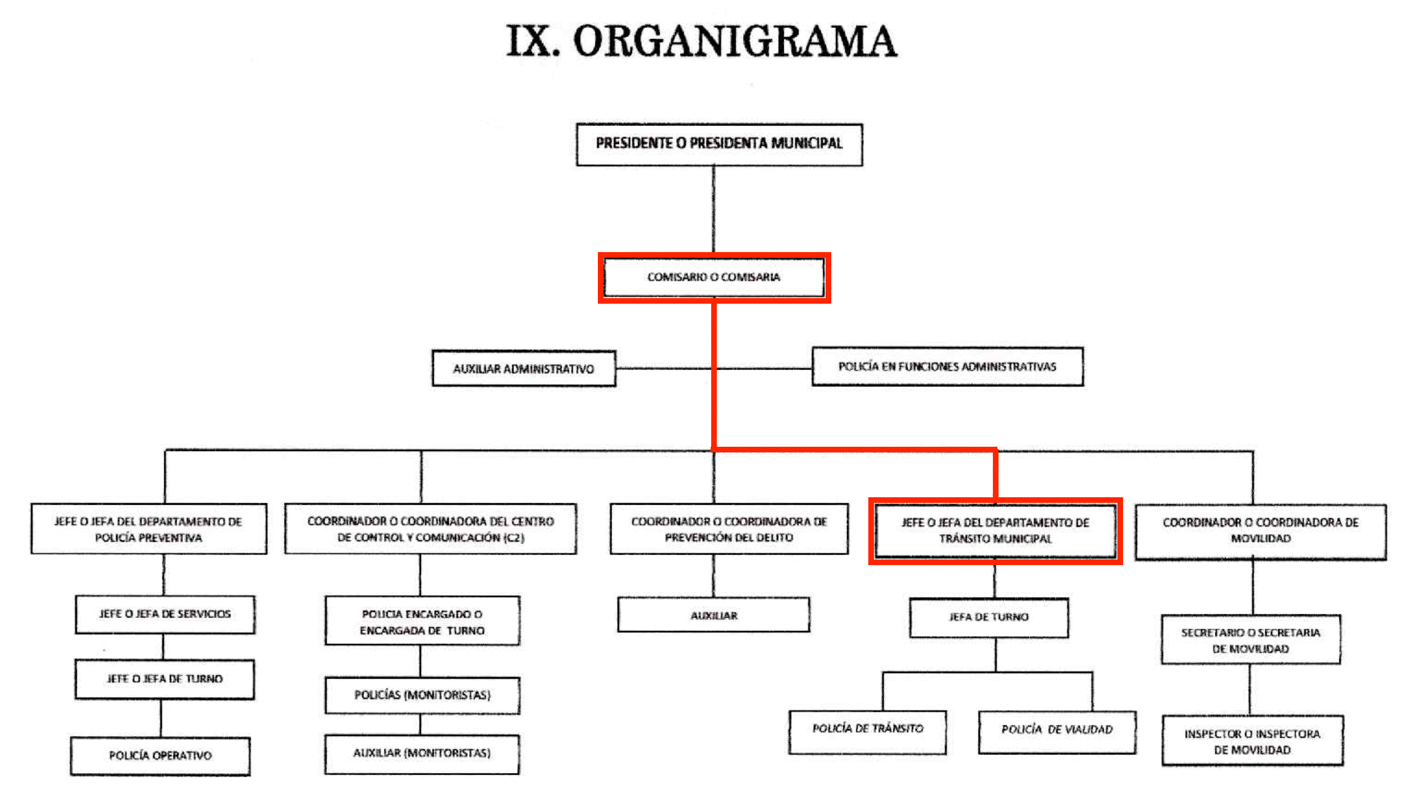 IX. ORGANIGRAMA
PRESIDENTE O PRESIDENTA MUNICIPAL
COMISARIO O COMISARIA
AUXILIAR ADMINISTRATIVO
POLICÍA EN FUNCIONES ADMINISTRATIVAS
JEFE O JEFA DEL DEPARTAMENTO DE
POLICÍA PREVENTIVA
COORDINADOR O COORDINADORA DEL CENTRO
DE CONTROL Y COMUNICACIÓN (C2)
COORDINADOR O COORDINADORA DE
PREVENCIÓN DEL DELITO
JEFE O JEFA DEL DEPARTAMENTO DE
TRÁNSITO MUNICIPAL
COORDINADOR O COORDINADORA DE
MOVILIDAD
JEFE O JEFA DE SERVICIOS
POLICIA ENCARGADO O
ENCARGADA DE TURNO
AUXILIAR
JEFA DE TURNO
SECRETARIO O SECRETARIA
DE MOVILIDAD
JEFE O JEFA DE TURNO
POLICÍAS (MONITORISTAS)
POLICÍA DE TRÁNSITO
POLICÍA DE VIALIDAD
INSPECTOR O INSPECTORA
DE MOVILIDAD
POLICÍA OPERATIVO
AUXILIAR (MONITORISTAS)